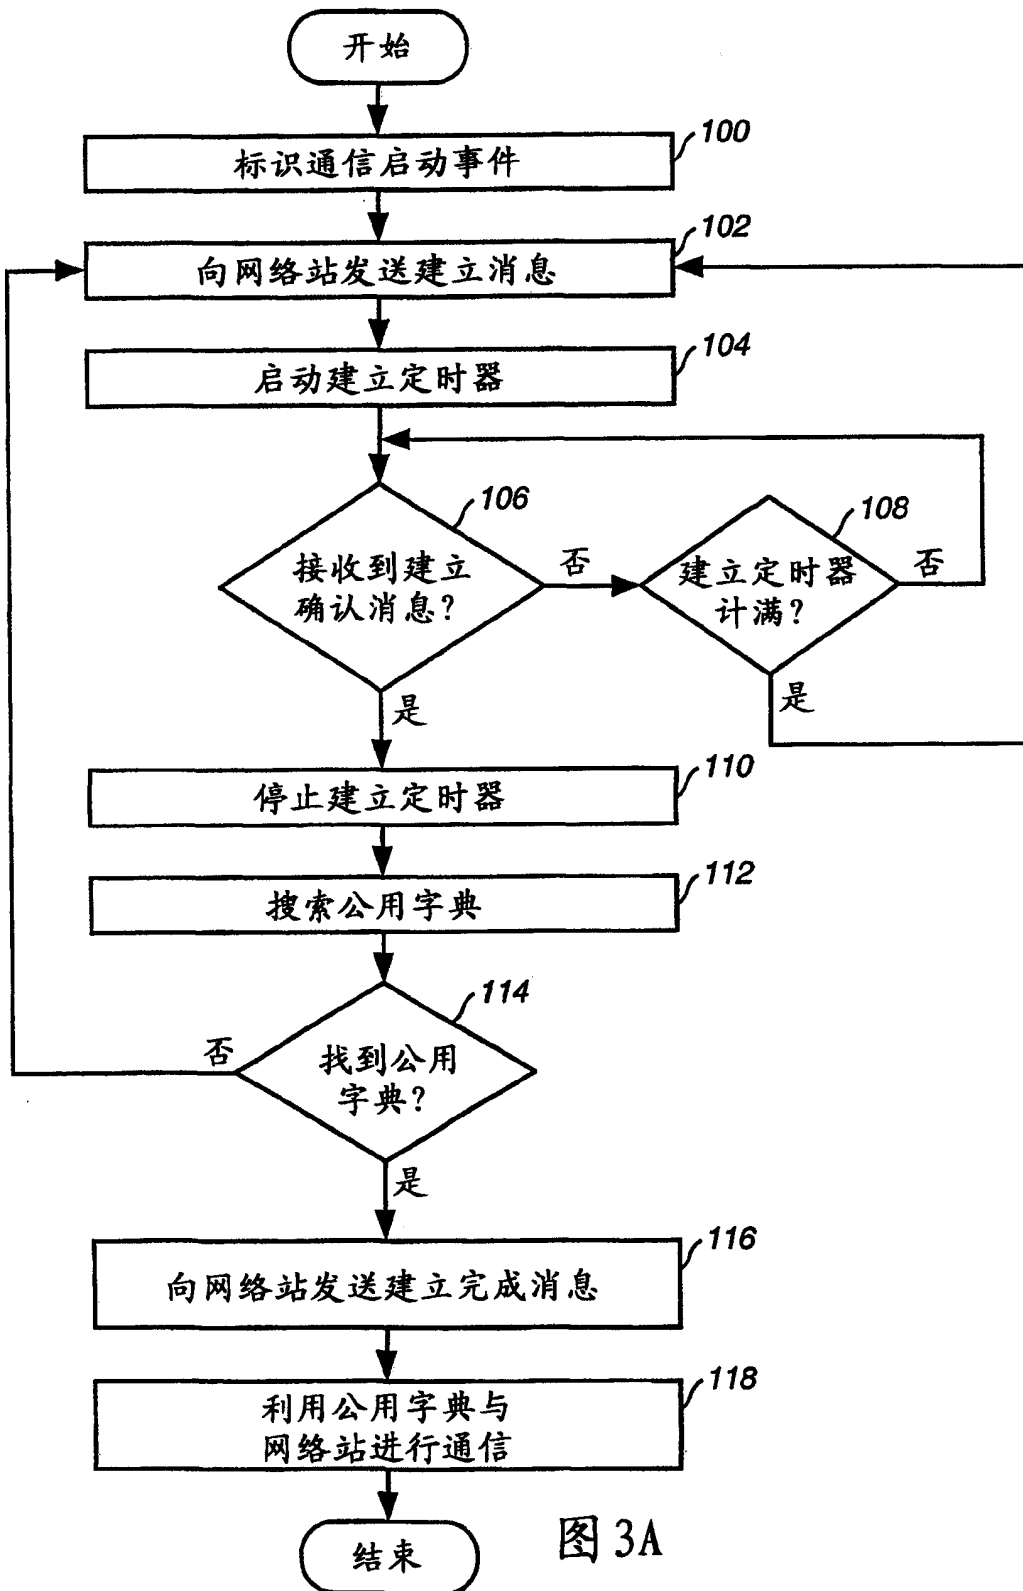 开始
100
标识通信启动事件
102
向网络站发送建立消息
104
启动建立定时器
106
接收到建立
确认消息?
否
108
建立定时器
计满?
否
是
是
110
停止建立定时器
112
搜索公用字典
114
找到公用
字典?
否
是
116
向网络站发送建立完成消息
118
利用公用字典与
网络站进行通信
结束
图 3A